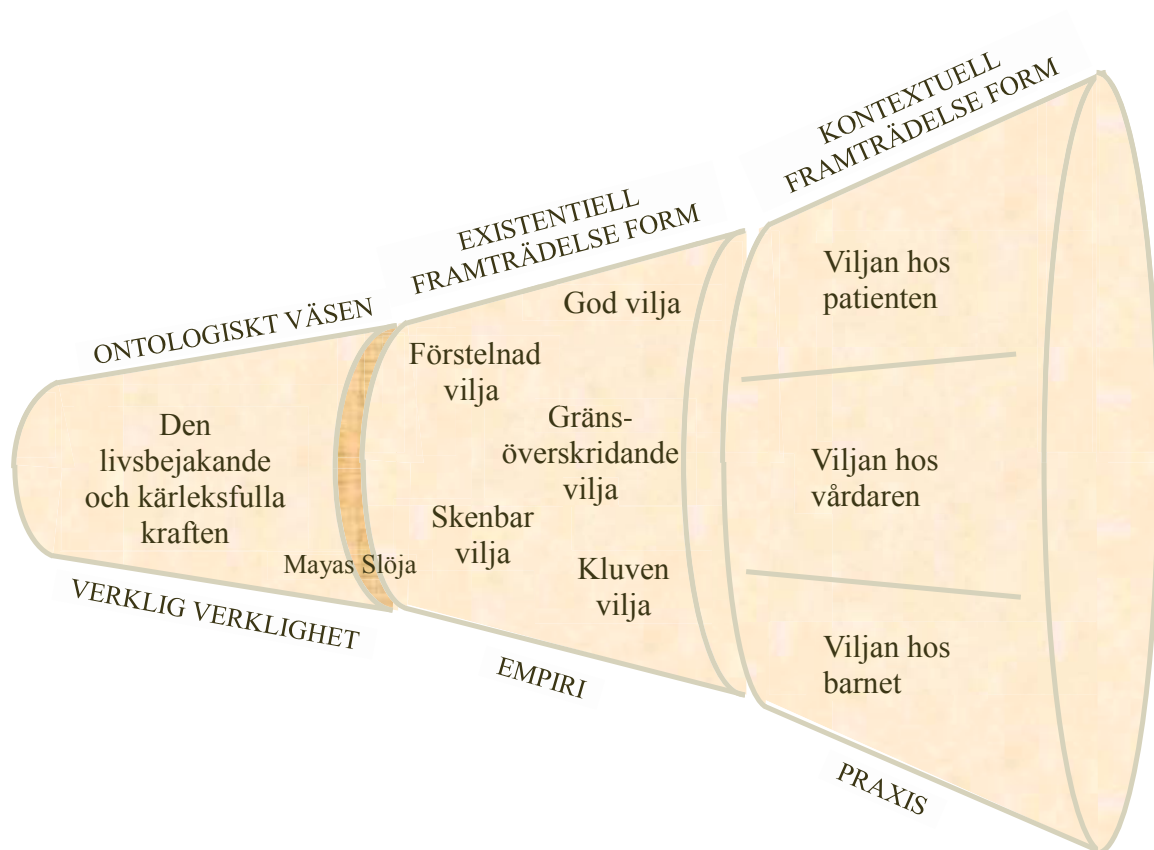 ONTOLOGISKT VÄSEN
Den
livsbejakande
och kärleksfulla
kraften
Mayas Slöja
VERKLIG VERKLIGHET
EXISTENTIELL
FRAMTRÄDELSE FORM
God vilja
Förstelnad
vilja
Gräns-
överskridande
vilja
Skenbar
vilja
Kluven
vilja
EMPIRI
KONTEXTUELL
FRAMTRÄDELSE FORM
Viljan hos
patienten
Viljan hos
vårdaren
Viljan hos
barnet
PRAXIS